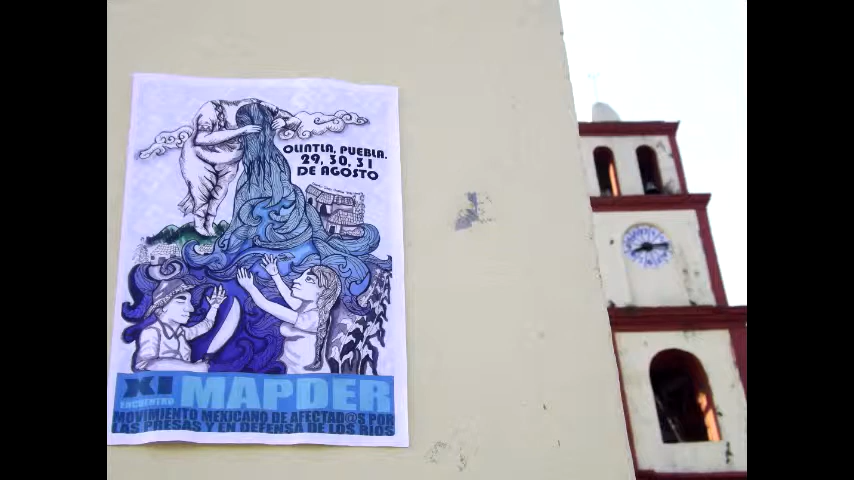 OLINTLA, PUEBLA.
29, 30, 31
DE AGOSTO
XI
ENCUENTRO
MAPDER
MOVIMIENTO MEXICANO DE AFECTAD@S POR
LAS PRESAS Y EN DEFENSA DE LOS RIOS